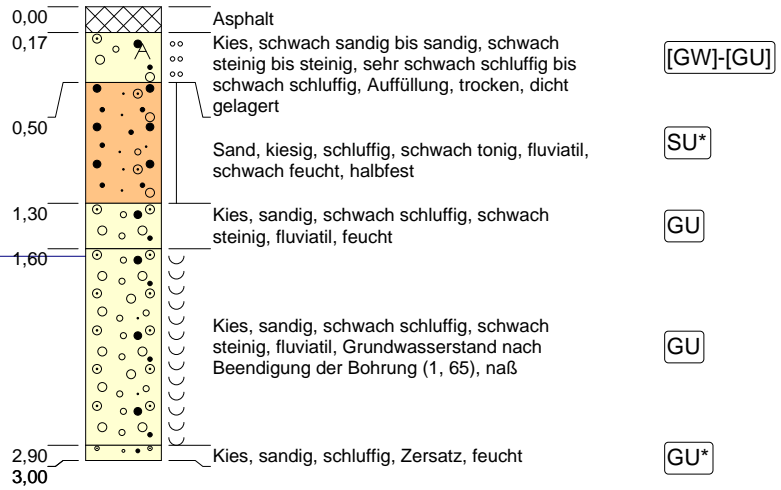 0,00
Asphalt
0,17
Kies, schwach sandig bis sandig, schwach
steinig bis steinig, sehr schwach schluffig bis
schwach schluffig, Auffüllung, trocken, dicht
gelagert
[GW]-[GU]
A
0,50
Sand, kiesig, schluffig, schwach tonig, fluviatil,
schwach feucht, halbfest
SU*
1,30
Kies, sandig, schwach schluffig, schwach
steinig, fluviatil, feucht
GU
1,60
Kies, sandig, schwach schluffig, schwach
steinig, fluviatil, Grundwasserstand nach
Beendigung der Bohrung (1, 65), naß
GU
2,90
Kies, sandig, schluffig, Zersatz, feucht
GU*
3,00